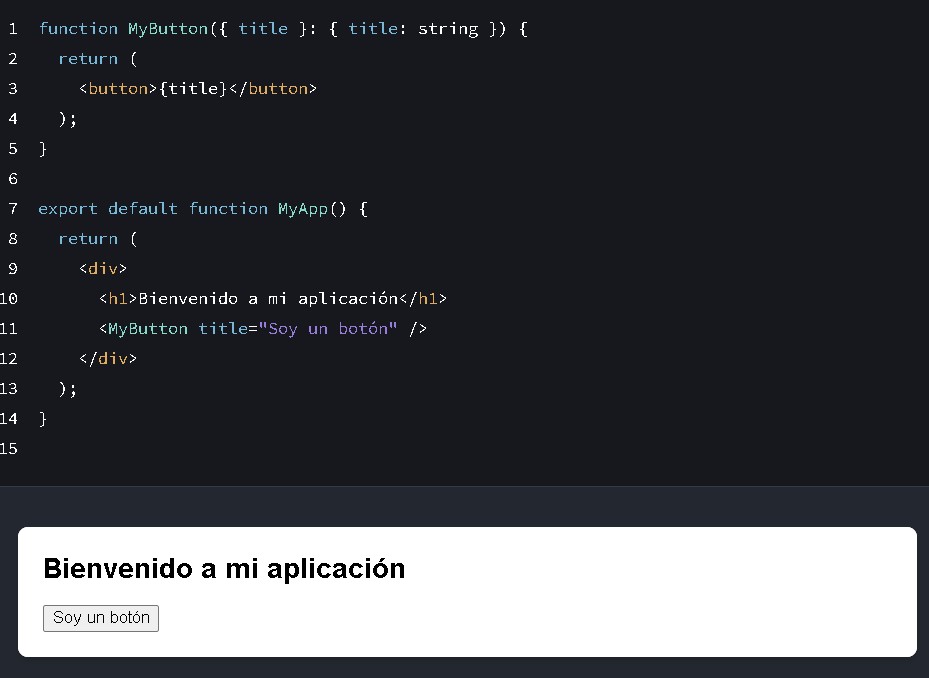 1 function MyButton({ title }: { title: string }) {
2   return (
3     <button>{title}</button>
4   );
5 }
6
7 export default function MyApp() {
8   return (
9     <div>
10       <h1>Bienvenido a mi aplicación</h1>
11       <MyButton title="Soy un botón" />
12     </div>
13   );
14 }
15
Bienvenido a mi aplicación
Soy un botón